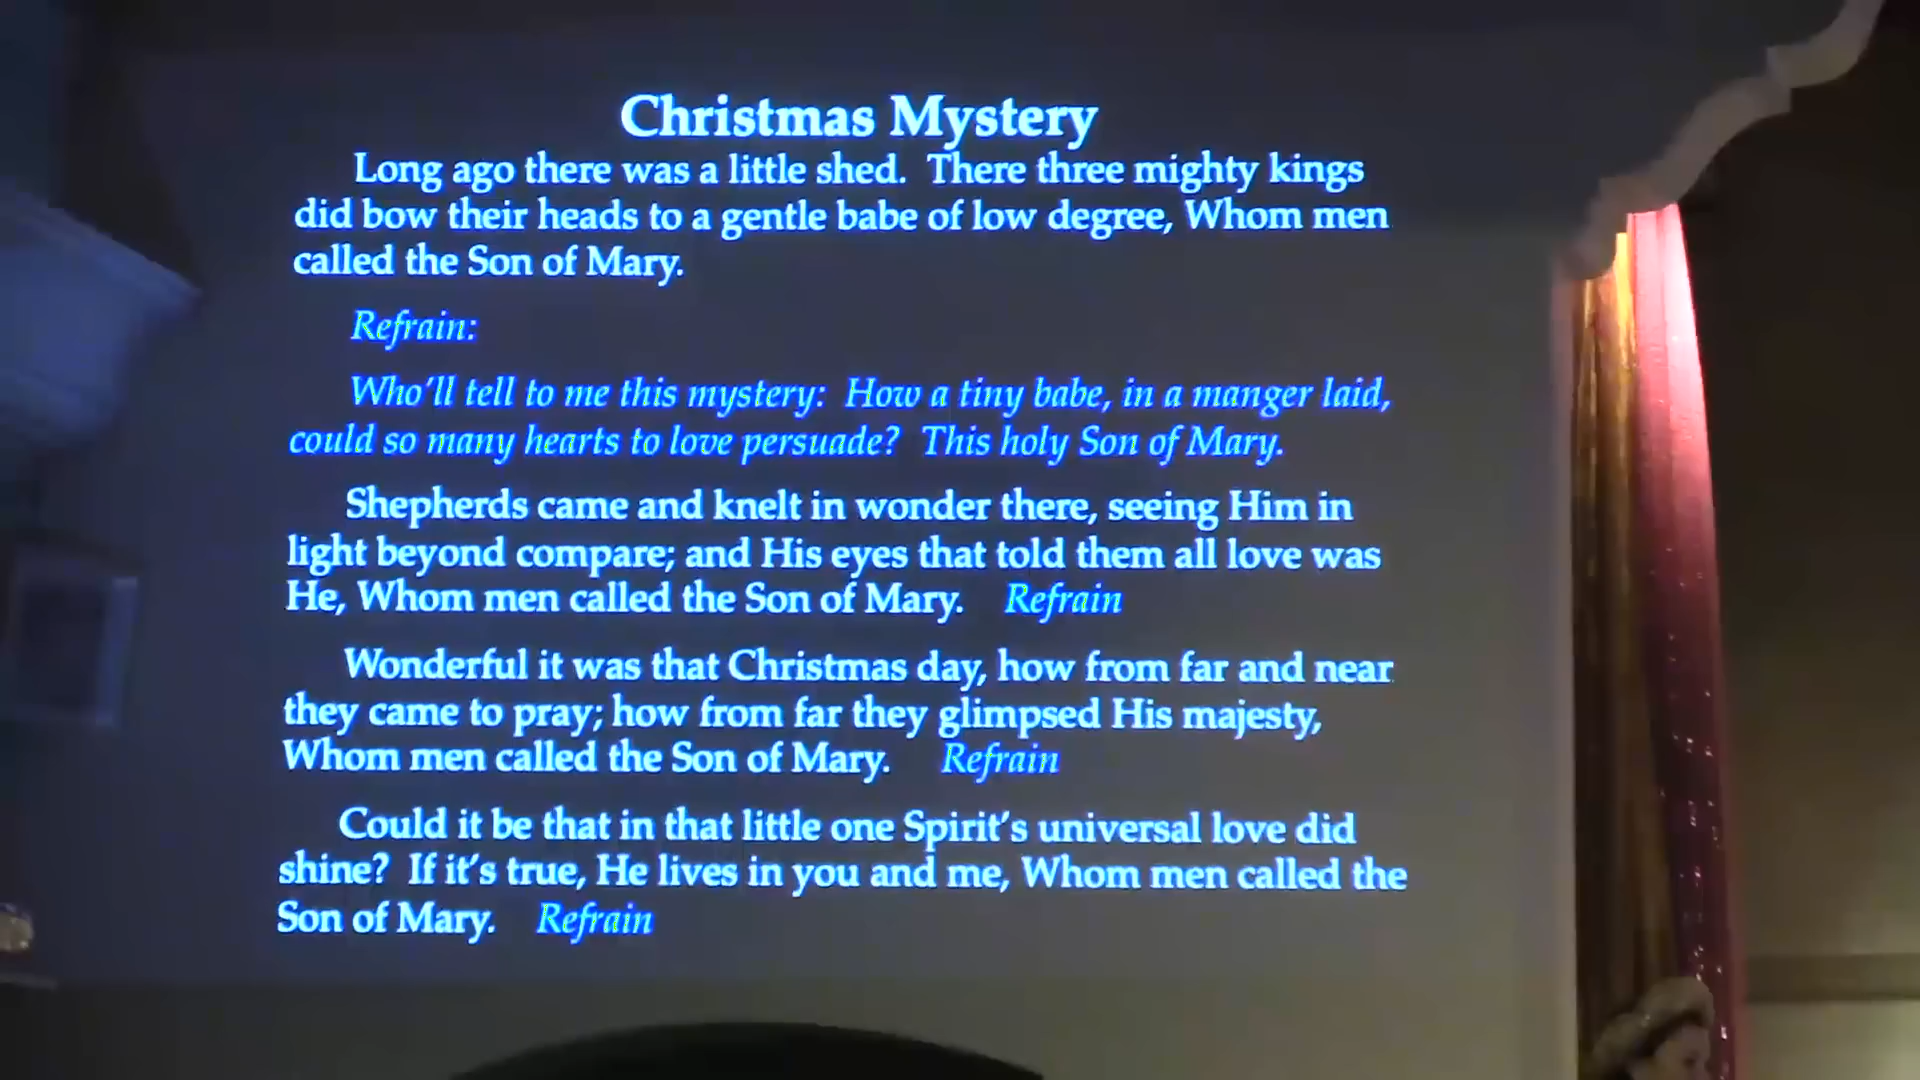 Christmas Mystery
Long ago there was a little shed. There three mighty kings
did bow their heads to a gentle babe of low degree, Whom men
called the Son of Mary.
Refrain:
Who'll tell to me this mystery: How a tiny babe, in a manger laid,
could so many hearts to love persuade? This holy Son of Mary.
Shepherds came and knelt in wonder there, seeing Him in
light beyond compare; and His eyes that told them all love was
He, Whom men called the Son of Mary. Refrain
Wonderful it was that Christmas day, how from far and near
they came to pray; how from far they glimpsed His majesty,
Whom men called the Son of Mary. Refrain
Could it be that in that little one Spirit's universal love did
shine? If it's true, He lives in you and me, Whom men called the
Son of Mary. Refrain